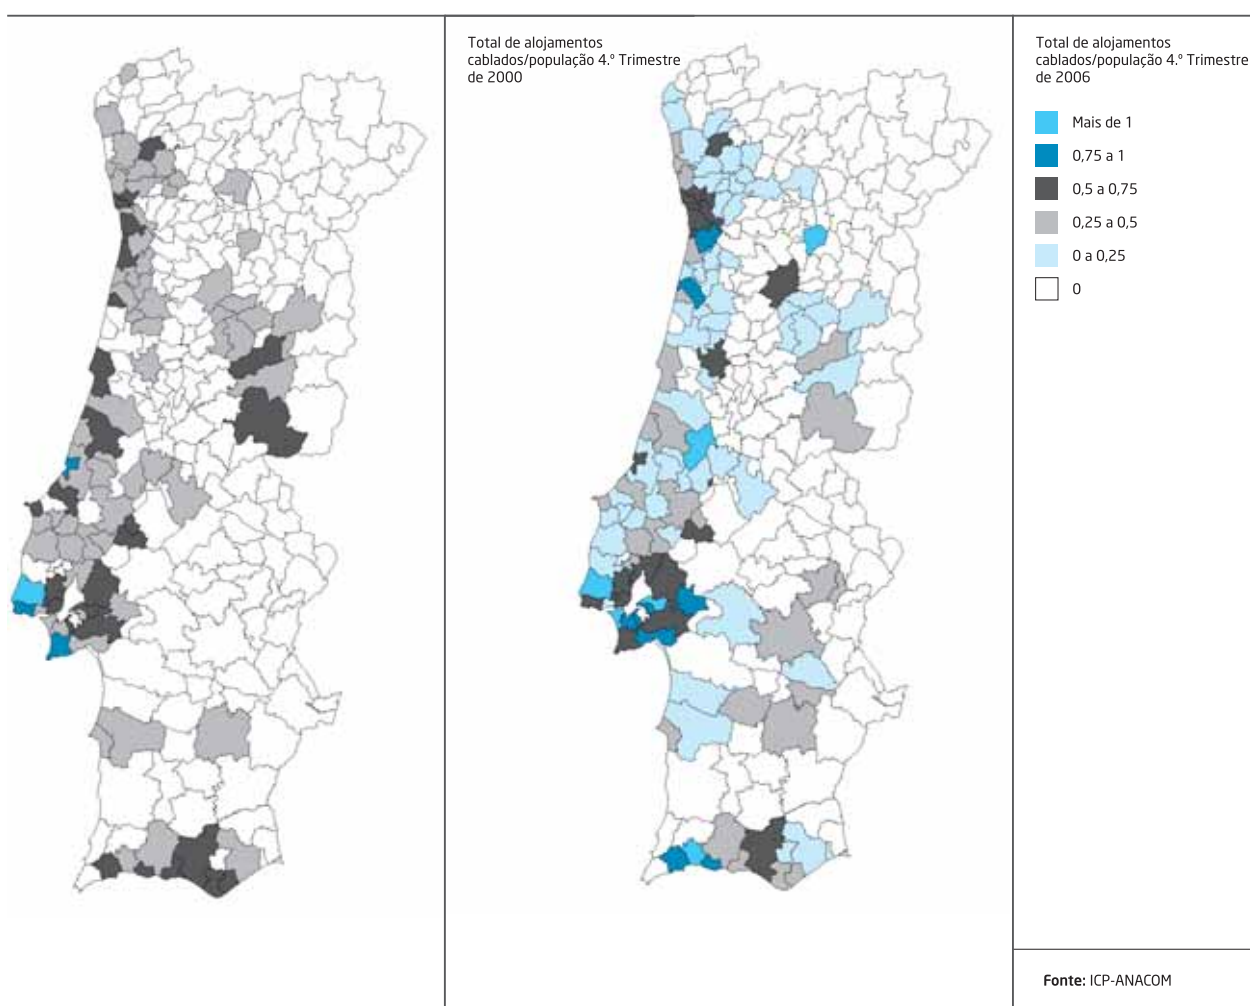 Total de alojamentos
cablados/população 4.º Trimestre
de 2000
Total de alojamentos
cablados/população 4.º Trimestre
de 2006
Mais de 1
0,75 a 1
0,5 a 0,75
0,25 a 0,5
0 a 0,25
0
Fonte: ICP-ANACOM